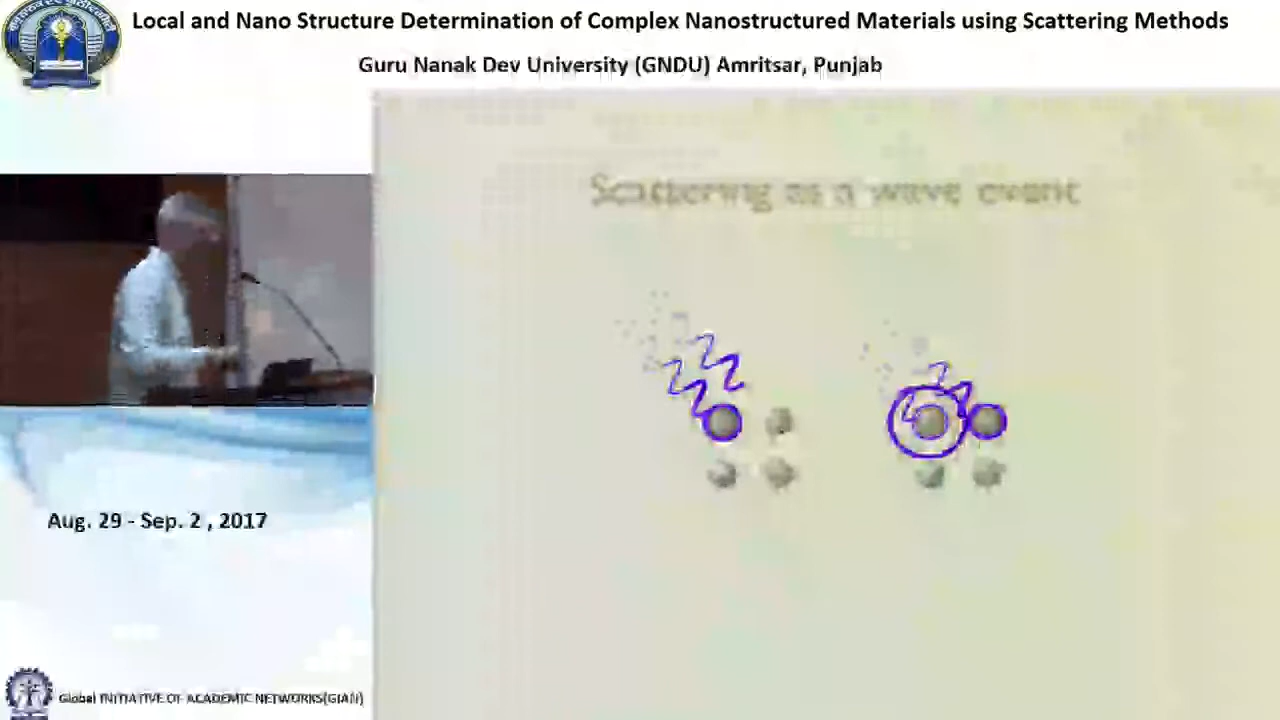 Local and Nano Structure Determination of Complex Nanostructured Materials using Scattering Methods
Guru Nanak Dev University (GNDU) Amritsar, Punjab
Scattering as a wave event
Aug. 29 - Sep. 2 , 2017
Global INITIATIVE OF ACADEMIC NETWORKS(GIAN)